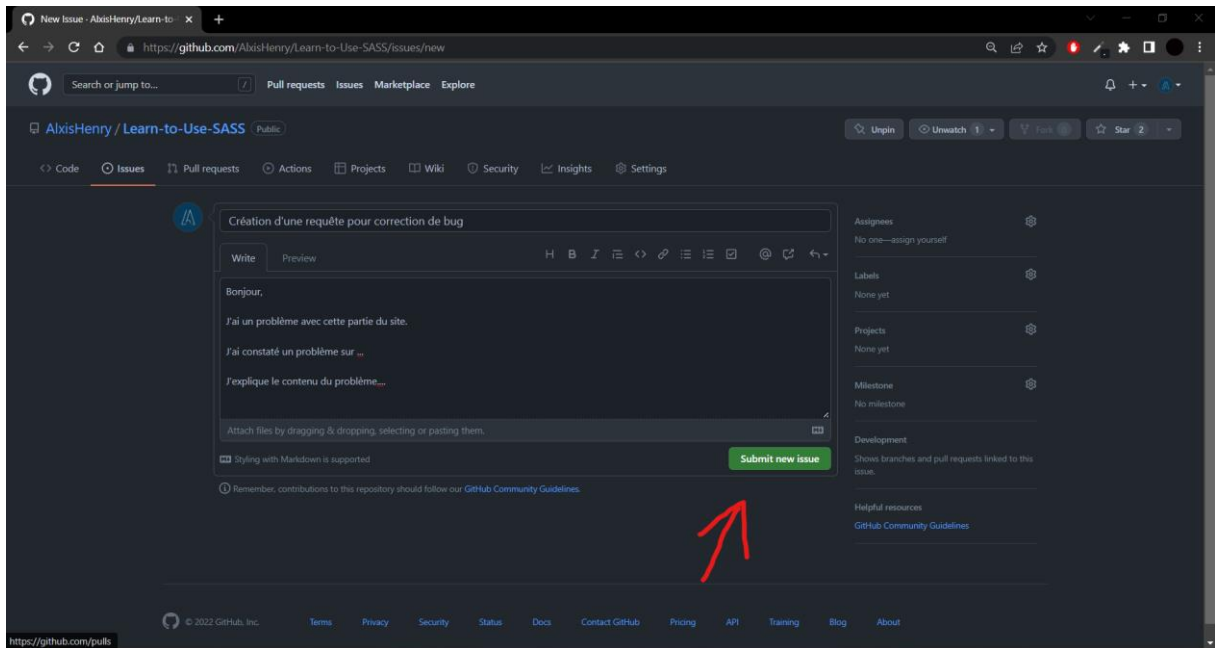 New Issue - AlxisHenry/Learn-to-
https://github.com/AlxisHenry/Learn-to-Use-SASS/issues/new
Search or jump to... / Pull requests Issues Marketplace Explore
AlxisHenry / Learn-to-Use-SASS Public Unpin Unwatch 1 Fork Star 2
Code Issues Pull requests Actions Projects Wiki Security Insights Settings
Création d'une requête pour correction de bug
Write Preview H B I
Bonjour,
J'ai un problème avec cette partie du site.
J'ai constaté un problème sur ...
J'explique le contenu du problème....
Attach files by dragging & dropping, selecting or pasting them.
Styling with Markdown is supported
Submit new issue
Remember, contributions to this repository should follow our GitHub Community Guidelines.
Assignees
No one—assign yourself
Labels
None yet
Projects
None yet
Milestone
No milestone
Development
Shows branches and pull requests linked to this
issue.
Helpful resources
GitHub Community Guidelines
© 2022 GitHub, Inc. Terms Privacy Security Status Docs Contact GitHub Pricing API Training Blog About
https://github.com/pulls